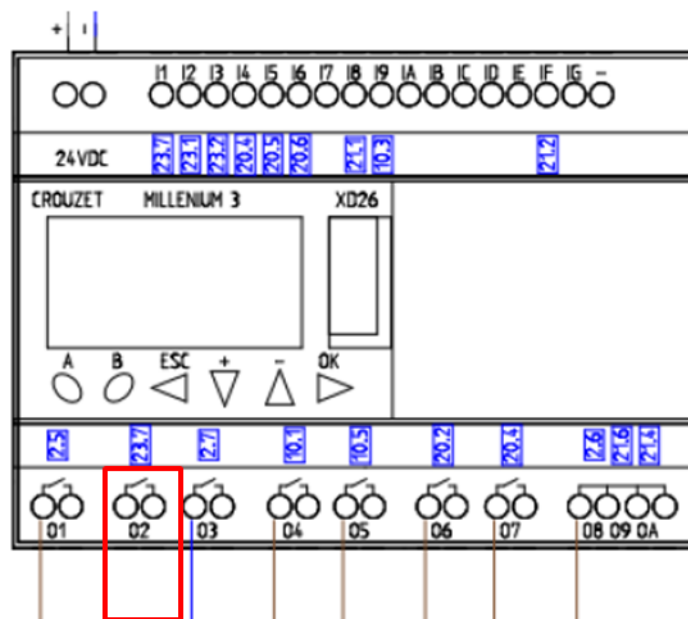 + -
I1 I2 I3 I4 I5 I6 I7 I8 I9 IA IB IC ID IE IF IG -
24VDC 23.7 23.1 23.2 20.4 20.5 20.6 21.1 10.3 21.2
CROUZET MILLENIUM 3 XD26
A B ESC + - OK
2.5 23.7 2.7 10.1 10.5 20.2 20.4 2.6 21.6 21.4
01 02 03 04 05 06 07 08 09 0A